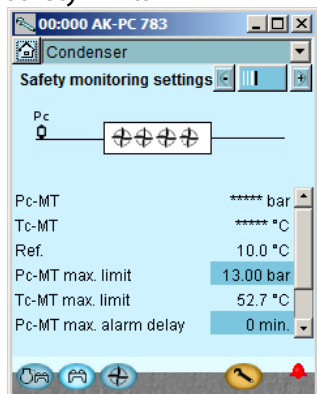 00:000 AK-PC 783
Condenser
Safety monitoring settings
Pc
Pc-MT ***** bar
Tc-MT ***** °C
Ref. 10.0 °C
Pc-MT max. limit 13.00 bar
Tc-MT max. limit 52.7 °C
Pc-MT max. alarm delay 0 min.